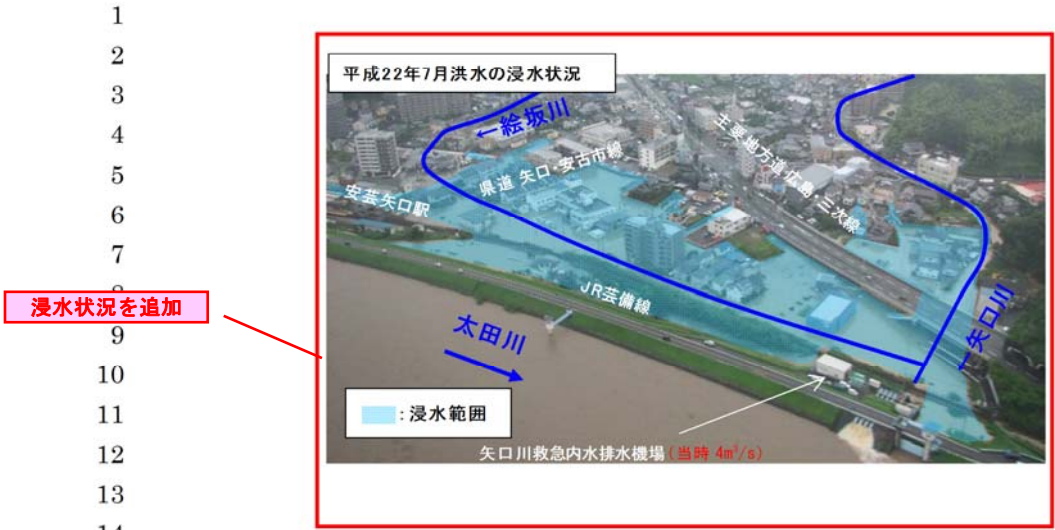 1
2
3
4
5
6
7
8
9
10
11
12
13
14
浸水状況を追加
平成22年7月洪水の浸水状況
←絵坂川
主要地方道広島・三次線
県道 矢口・安古市線
安芸矢口駅
JR芸備線
太田川
←矢口川
:浸水範囲
矢口川救急内水排水機場(当時 4m³/s)